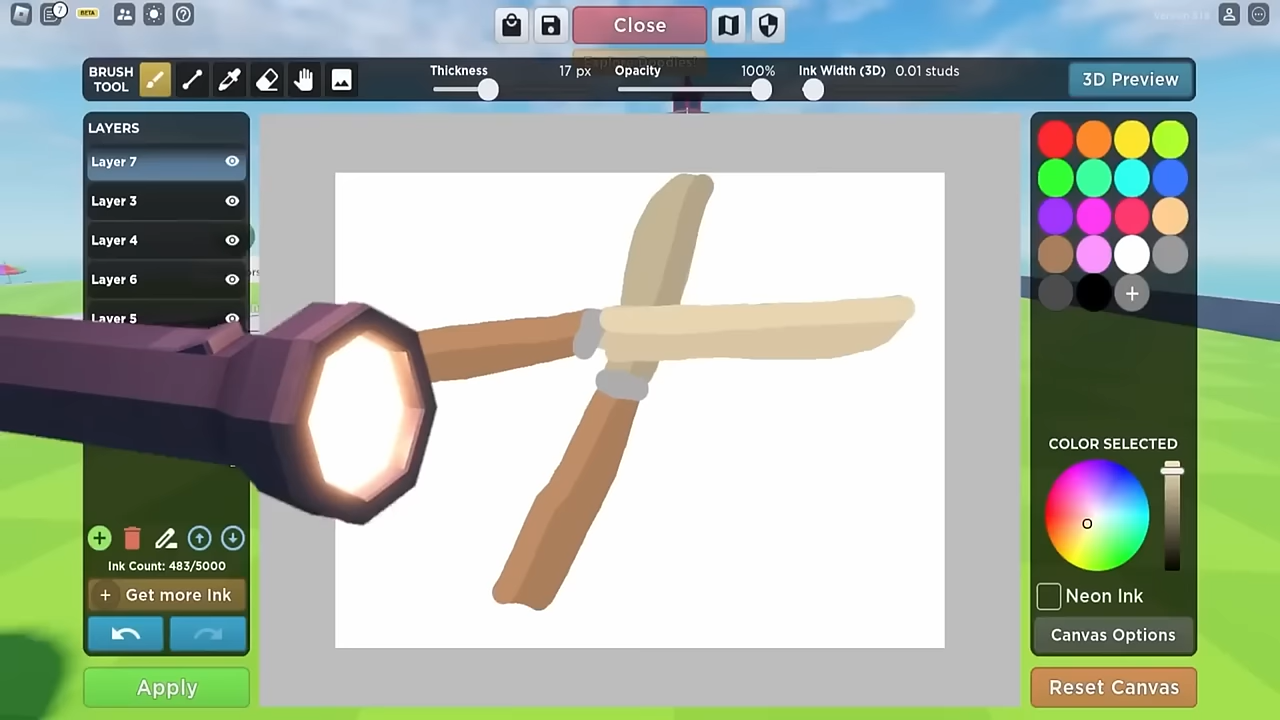 7
BETA
Close
BRUSH
TOOL
Thickness
17 px
Opacity
100%
Ink Width (3D)
0.01 studs
3D Preview
LAYERS
Layer 7
Layer 3
Layer 4
Layer 6
Layer 5
Ink Count: 483/5000
+ Get more Ink
Apply
COLOR SELECTED
Neon Ink
Canvas Options
Reset Canvas